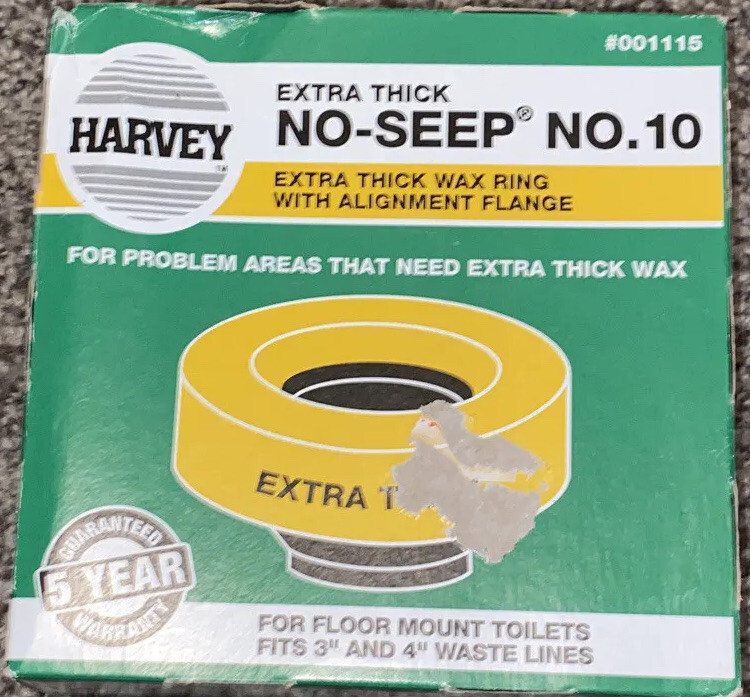 #001115
HARVEY™
EXTRA THICK
NO-SEEP® NO.10
EXTRA THICK WAX RING
WITH ALIGNMENT FLANGE
FOR PROBLEM AREAS THAT NEED EXTRA THICK WAX
EXTRA T
GUARANTEED
5 YEAR
WARRANTY
FOR FLOOR MOUNT TOILETS
FITS 3" AND 4" WASTE LINES